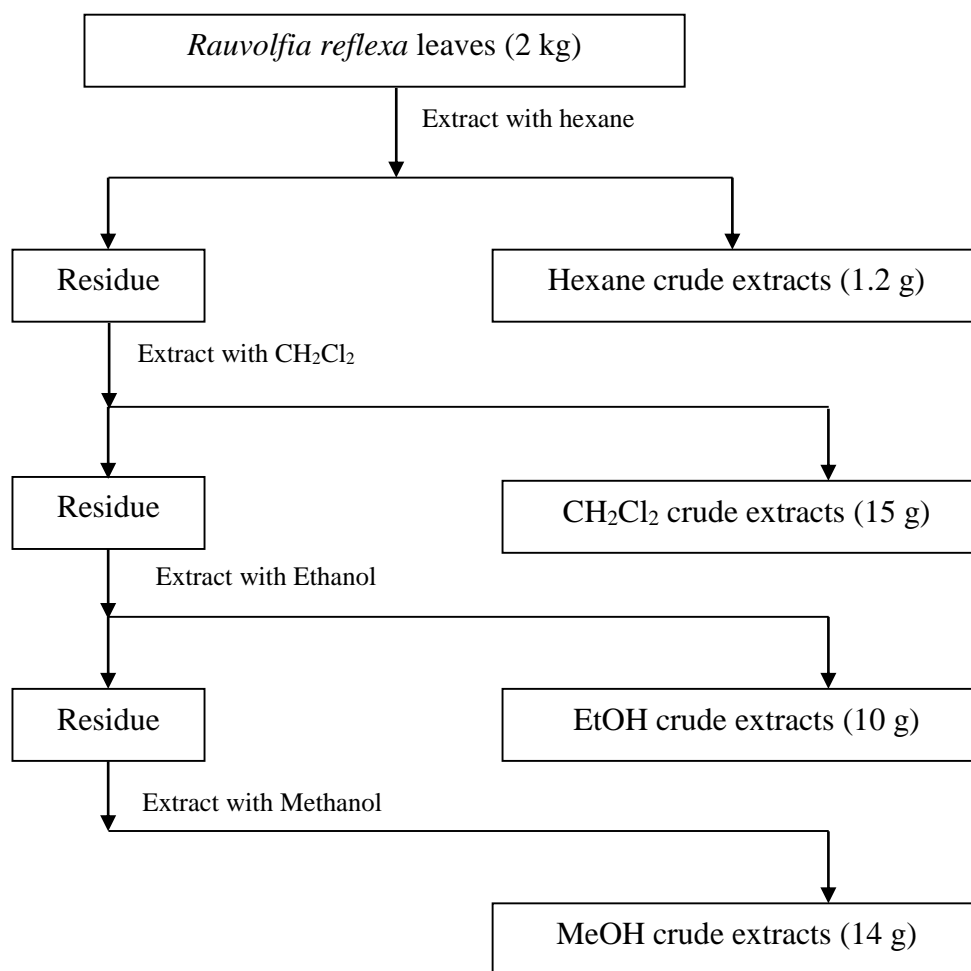 Rauvolfia reflexa leaves (2 kg)
Extract with hexane
Residue
Hexane crude extracts (1.2 g)
Extract with CH₂Cl₂
Residue
CH₂Cl₂ crude extracts (15 g)
Extract with Ethanol
Residue
EtOH crude extracts (10 g)
Extract with Methanol
MeOH crude extracts (14 g)